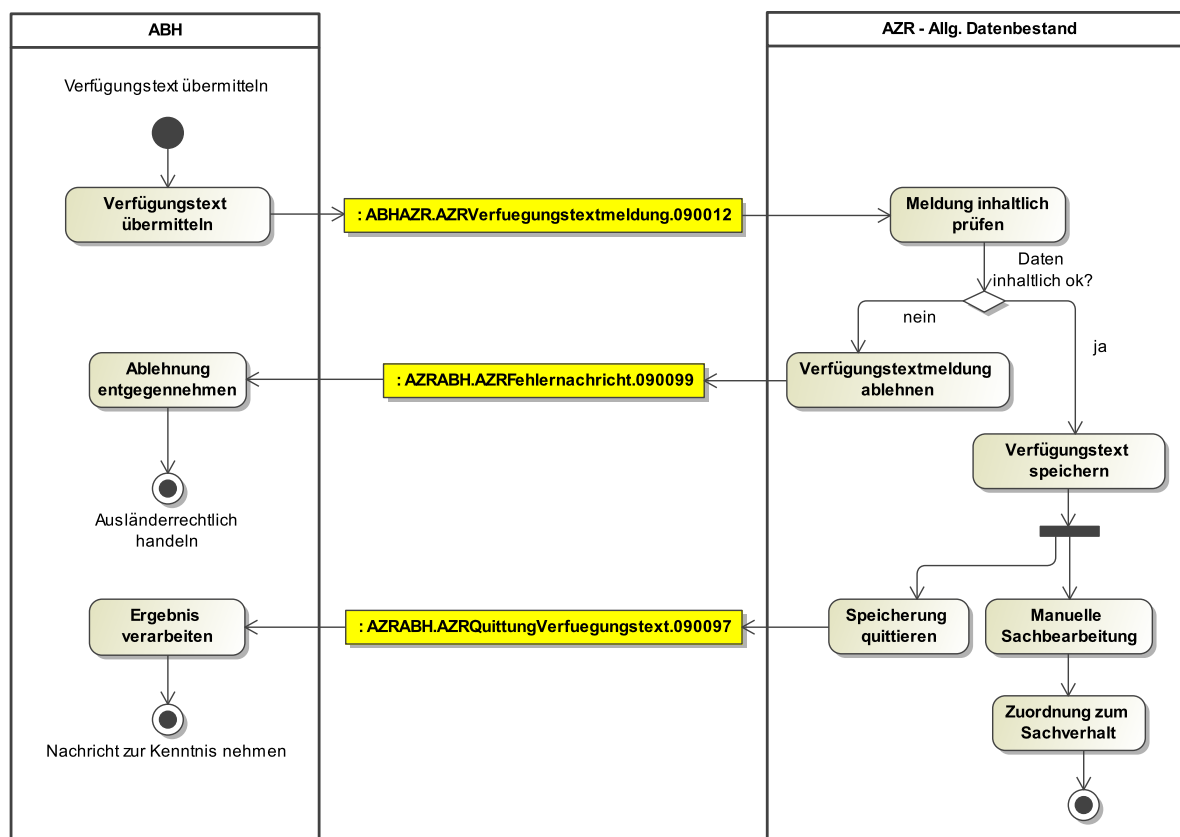 ABH
AZR - Allg. Datenbestand
Verfügungstext übermitteln
Verfügungstext
übermitteln
: ABHAZR.AZRVerfuegungstextmeldung.090012
Meldung inhaltlich
prüfen
Daten
inhaltlich ok?
nein
ja
Ablehnung
entgegennehmen
: AZRABH.AZRFehlernachricht.090099
Verfügungstextmeldung
ablehnen
Verfügungstext
speichern
Ausländerrechtlich
handeln
Ergebnis
verarbeiten
: AZRABH.AZRQuittungVerfuegungstext.090097
Speicherung
quittieren
Manuelle
Sachbearbeitung
Zuordnung zum
Sachverhalt
Nachricht zur Kenntnis nehmen